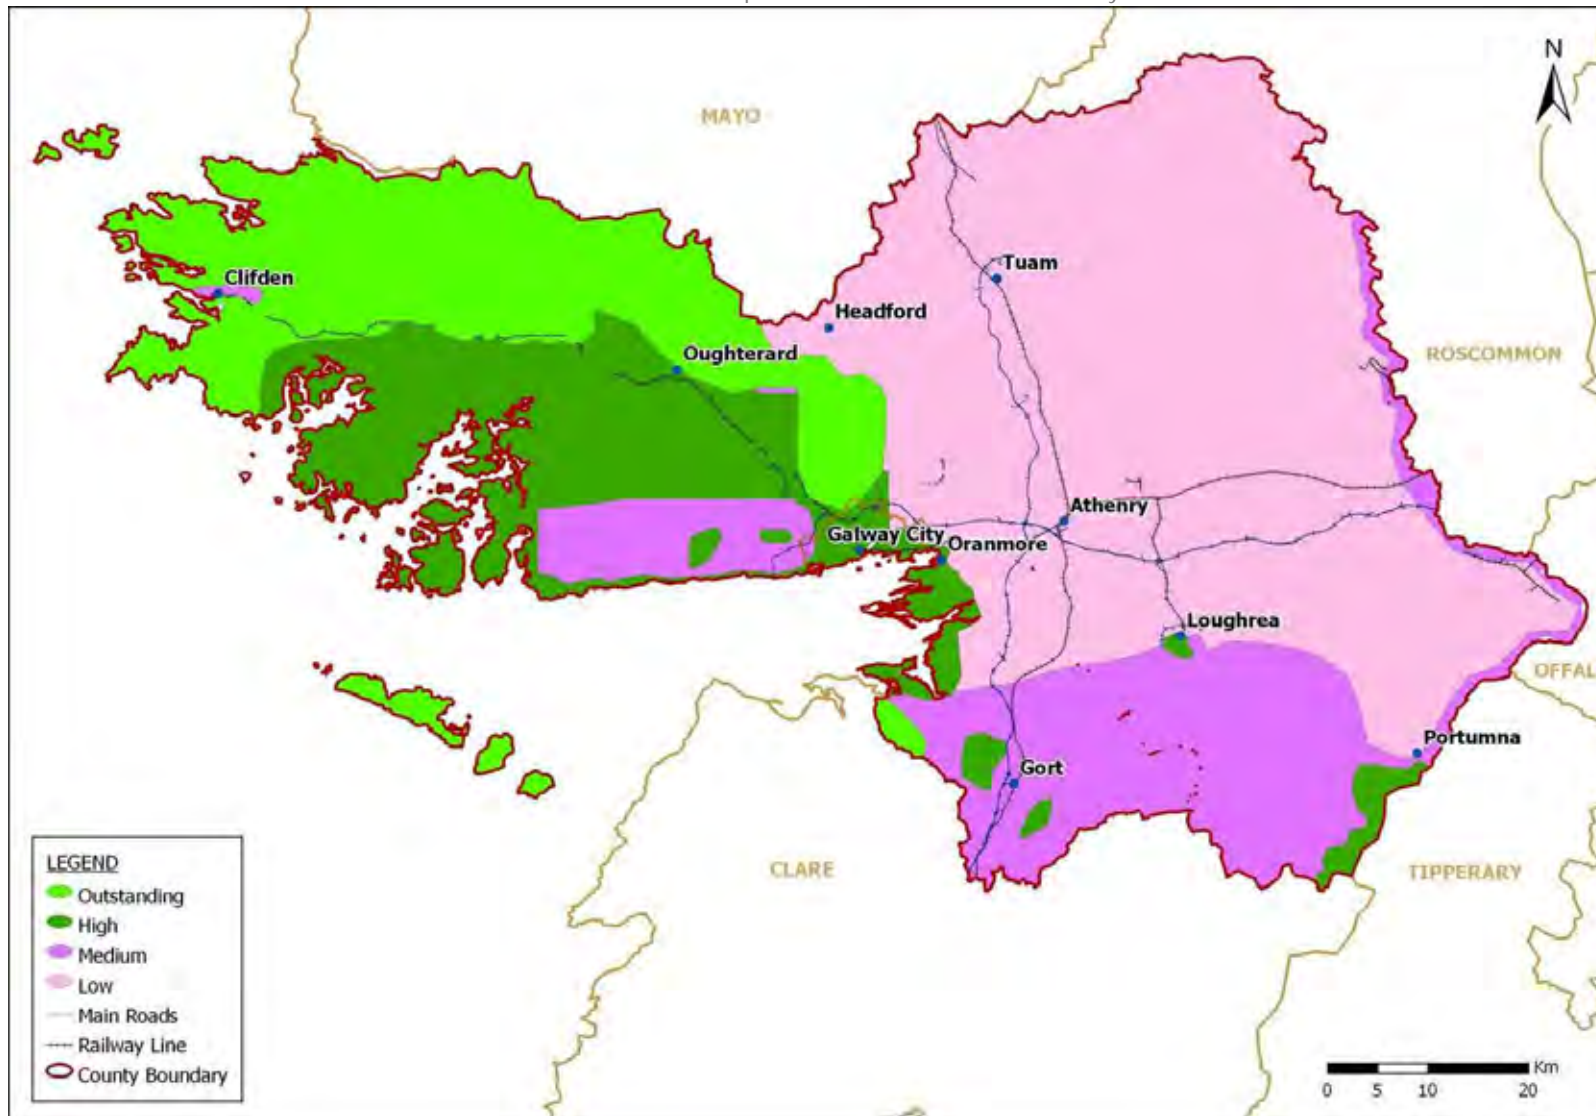 N
MAYO
Clifden
Tuam
Headford
Oughterard
ROSCOMMON
Athenry
Galway City
Oranmore
Loughrea
OFFAL
Portumna
Gort
CLARE
TIPPERARY
LEGEND
Outstanding
High
Medium
Low
Main Roads
Railway Line
County Boundary
Km
0 5 10 20